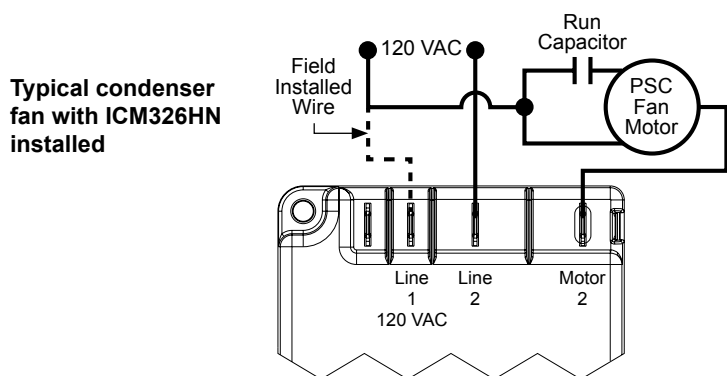 Typical condenser
fan with ICM326HN
installed
Field
Installed
Wire
120 VAC
Run
Capacitor
PSC
Fan
Motor
Line
1
120 VAC
Line
2
Motor
2